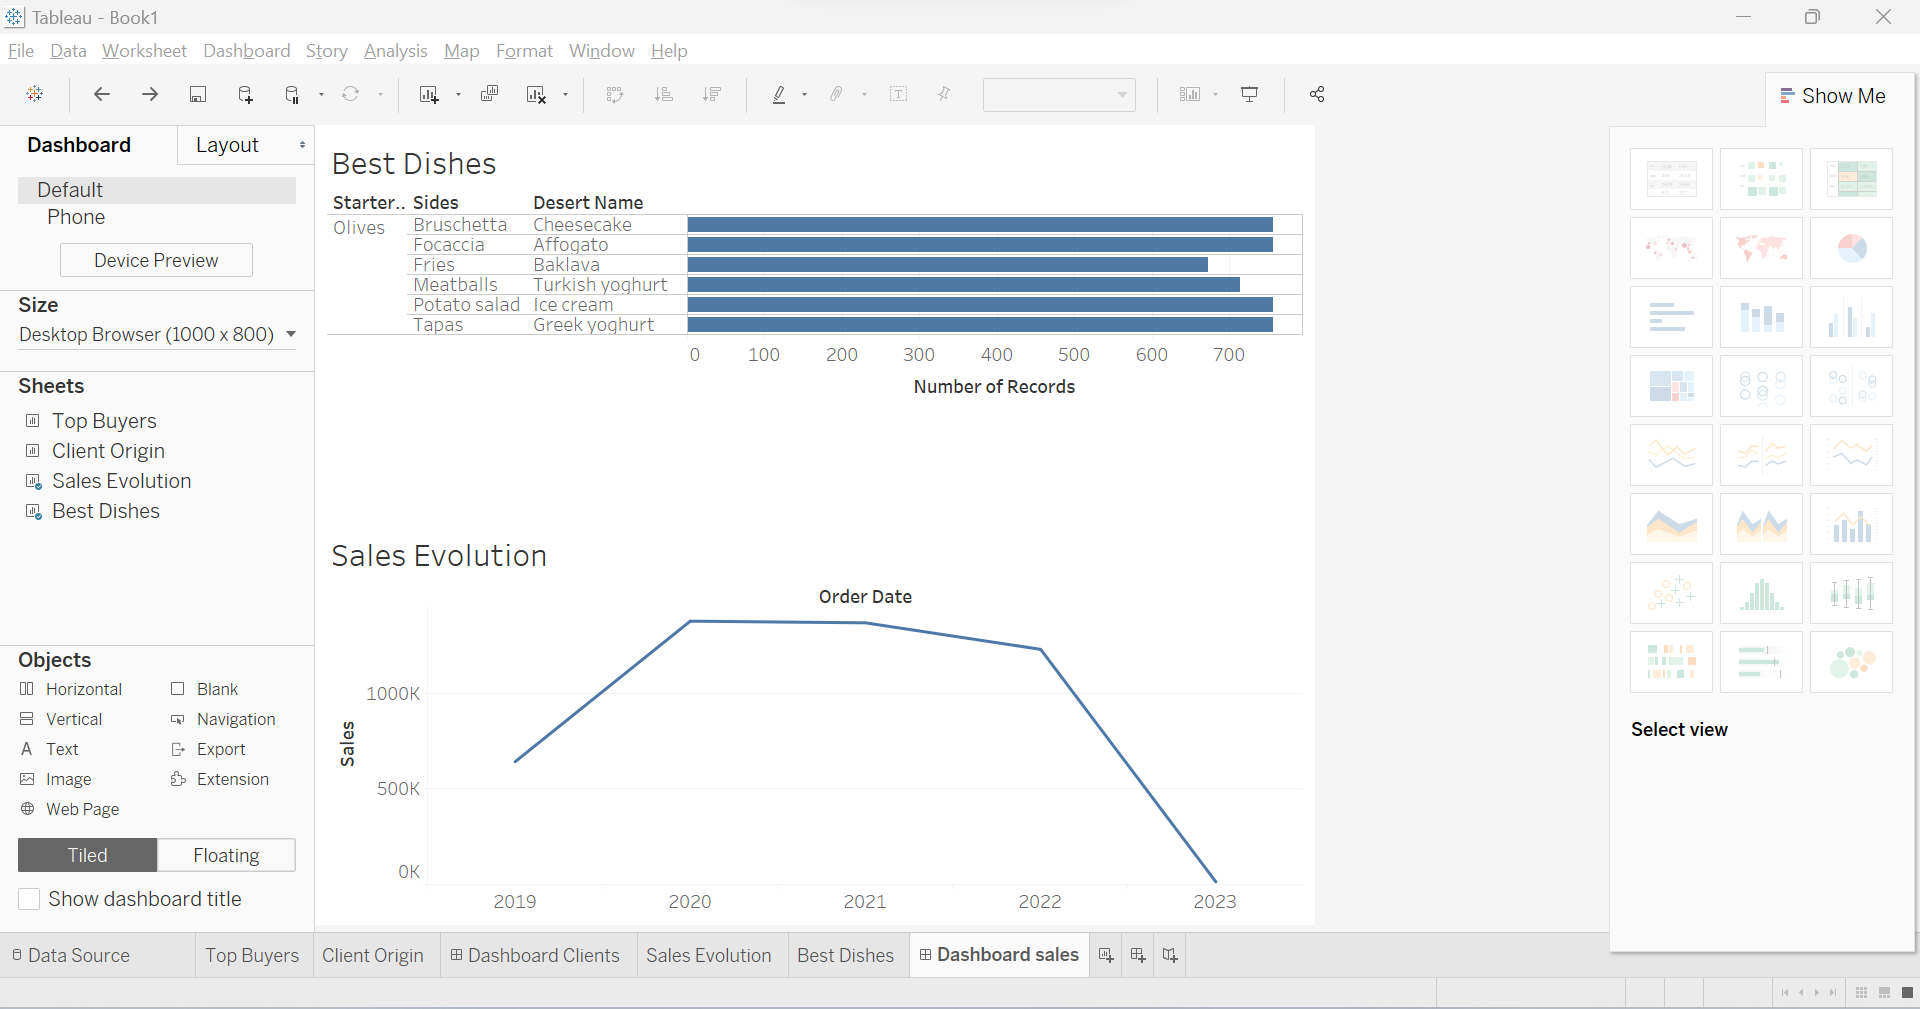 Tableau - Book1
File Data Worksheet Dashboard Story Analysis Map Format Window Help
Show Me
Dashboard Layout
Default
Phone
Device Preview
Size
Desktop Browser (1000 x 800)
Sheets
Top Buyers
Client Origin
Sales Evolution
Best Dishes
Objects
Horizontal Blank
Vertical Navigation
Text Export
Image Extension
Web Page
Tiled Floating
Show dashboard title
Best Dishes
Starter.. Sides Desert Name
Olives Bruschetta Cheesecake
Focaccia Affogato
Fries Baklava
Meatballs Turkish yoghurt
Potato salad Ice cream
Tapas Greek yoghurt
0 100 200 300 400 500 600 700
Number of Records
Sales Evolution
Order Date
Sales
1000K
500K
0K
2019 2020 2021 2022 2023
Select view
Data Source Top Buyers Client Origin Dashboard Clients Sales Evolution Best Dishes Dashboard sales